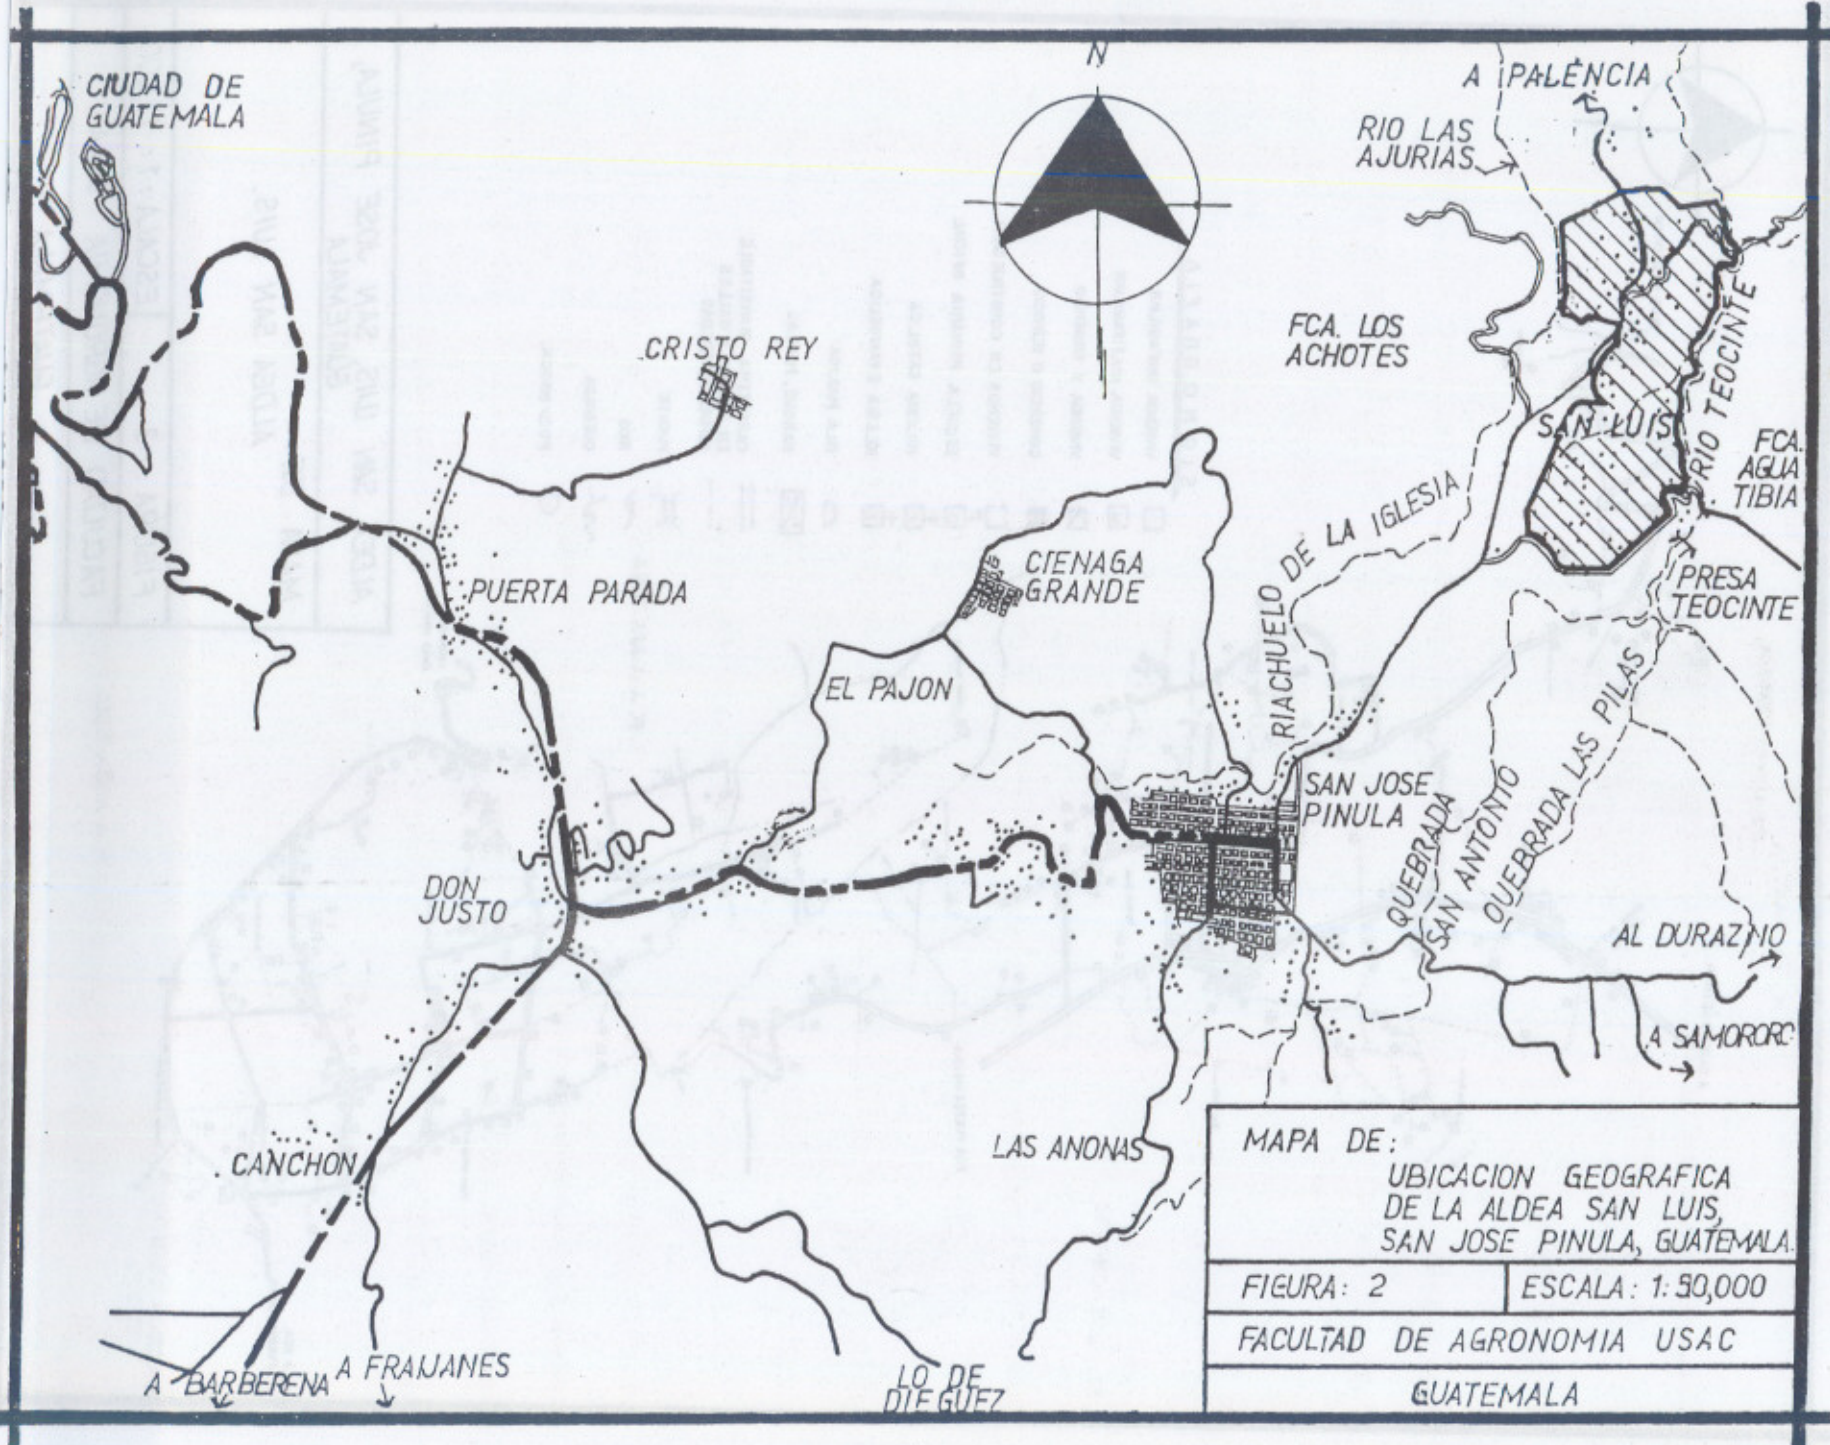 CIUDAD DE
GUATEMALA
N
A PALENCIA
RIO LAS
AJURIAS
CRISTO REY
FCA. LOS
ACHOTES
RIO TEOCINTE
SAN LUIS
FCA.
AGUA
TIBIA
RIACHUELO DE LA IGLESIA
CIENAGA
GRANDE
PUERTA PARADA
PRESA
TEOCINTE
EL PAJON
SAN JOSE
PINULA
QUEBRADA
SAN ANTONIO
QUEBRADA LAS PILAS
DON
JUSTO
AL DURAZNO
A SAMORORO
CANCHON
LAS ANONAS
A BARBERENA
A FRAIJANES
LO DE
DIEGUEZ
MAPA DE:
UBICACION GEOGRAFICA
DE LA ALDEA SAN LUIS,
SAN JOSE PINULA, GUATEMALA.
FIGURA: 2
ESCALA: 1:50,000
FACULTAD DE AGRONOMIA USAC
GUATEMALA